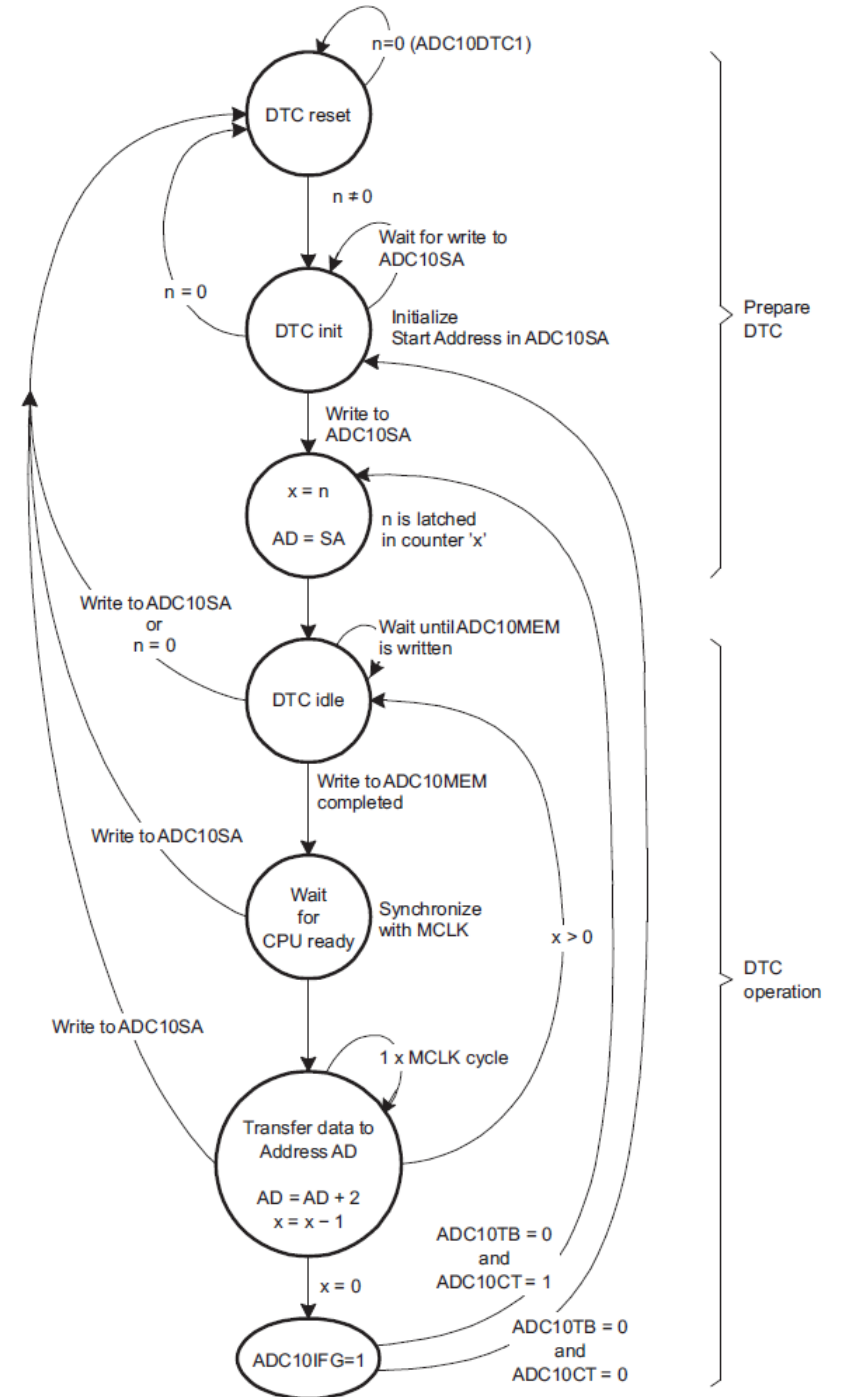 n=0 (ADC10DTC1)
DTC reset
n ≠ 0
Wait for write to
ADC10SA
n = 0
DTC init
Initialize
Start Address in ADC10SA
Prepare
DTC
Write to
ADC10SA
x = n
AD = SA
n is latched
in counter 'x'
Write to ADC10SA
or
n = 0
Wait until ADC10MEM
is written
DTC idle
Write to ADC10MEM
completed
Write to ADC10SA
Wait
for
CPU ready
Synchronize
with MCLK
x > 0
DTC
operation
Write to ADC10SA
1 x MCLK cycle
Transfer data to
Address AD
AD = AD + 2
x = x − 1
ADC10TB = 0
and
ADC10CT = 1
x = 0
ADC10TB = 0
and
ADC10CT = 0
ADC10IFG=1